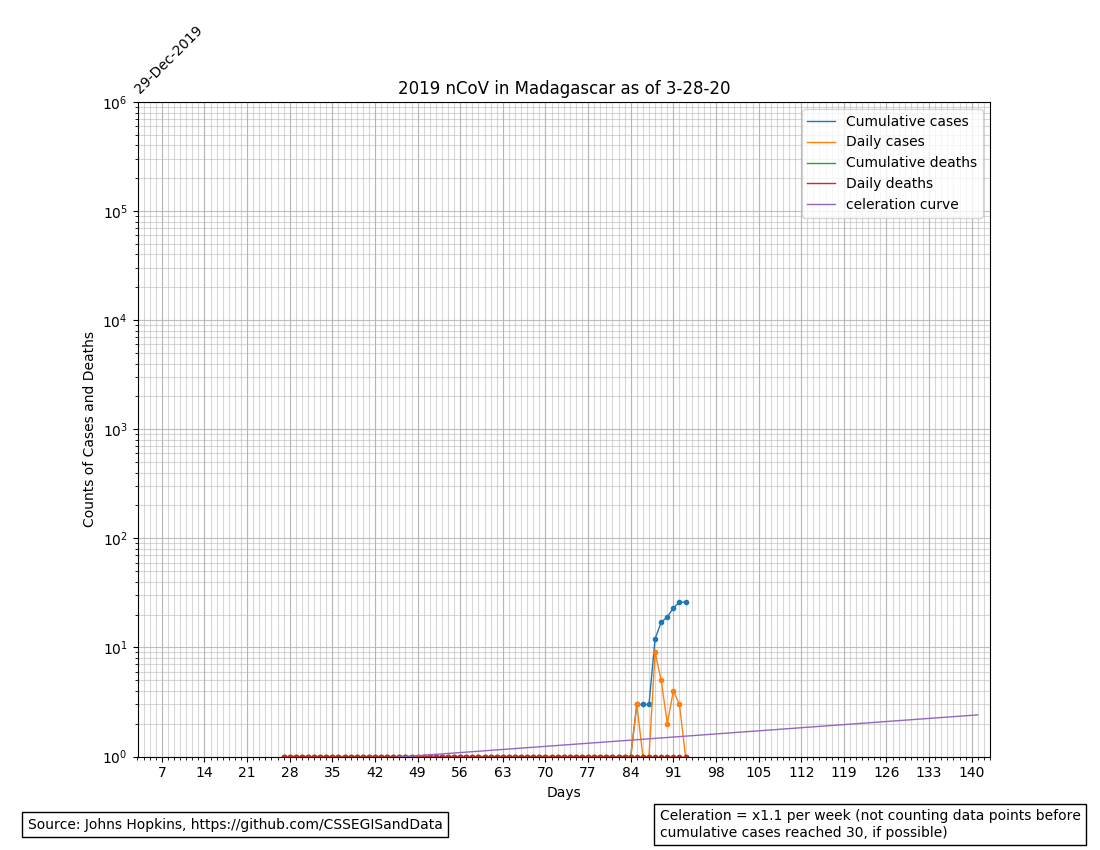 29-Dec-2019
2019 nCoV in Madagascar as of 3-28-20
Cumulative cases
Daily cases
Cumulative deaths
Daily deaths
celeration curve
Counts of Cases and Deaths
10^6
10^5
10^4
10^3
10^2
10^1
10^0
7 14 21 28 35 42 49 56 63 70 77 84 91 98 105 112 119 126 133 140
Days
Source: Johns Hopkins, https://github.com/CSSEGISandData
Celeration = x1.1 per week (not counting data points before
cumulative cases reached 30, if possible)